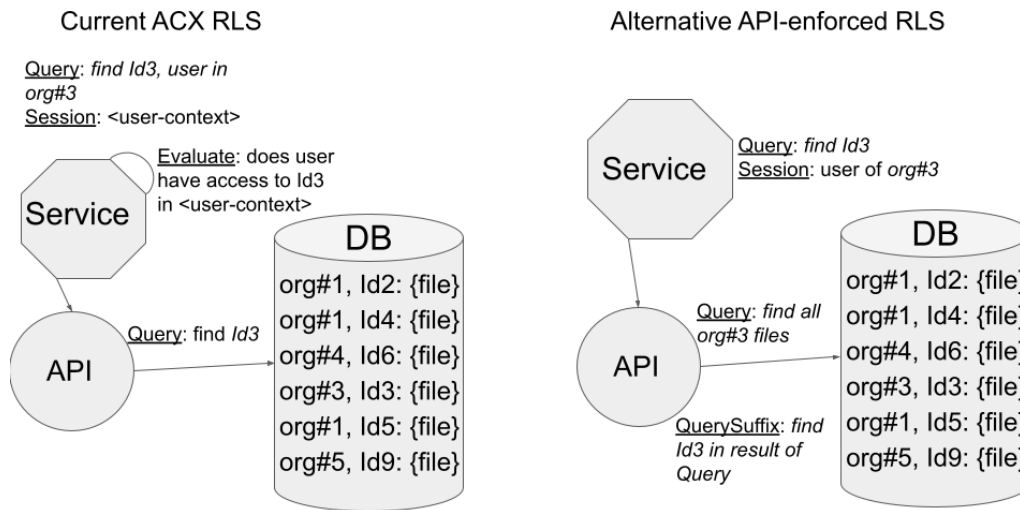 Current ACX RLS
Query: find Id3, user in
org#3
Session: <user-context>
Evaluate: does user
have access to Id3
in <user-context>
Service
API
Query: find Id3
DB
org#1, Id2: {file}
org#1, Id4: {file}
org#4, Id6: {file}
org#3, Id3: {file}
org#1, Id5: {file}
org#5, Id9: {file}
Alternative API-enforced RLS
Service
Query: find Id3
Session: user of org#3
API
Query: find all
org#3 files
QuerySuffix: find
Id3 in result of
Query
DB
org#1, Id2: {file}
org#1, Id4: {file}
org#4, Id6: {file}
org#3, Id3: {file}
org#1, Id5: {file}
org#5, Id9: {file}